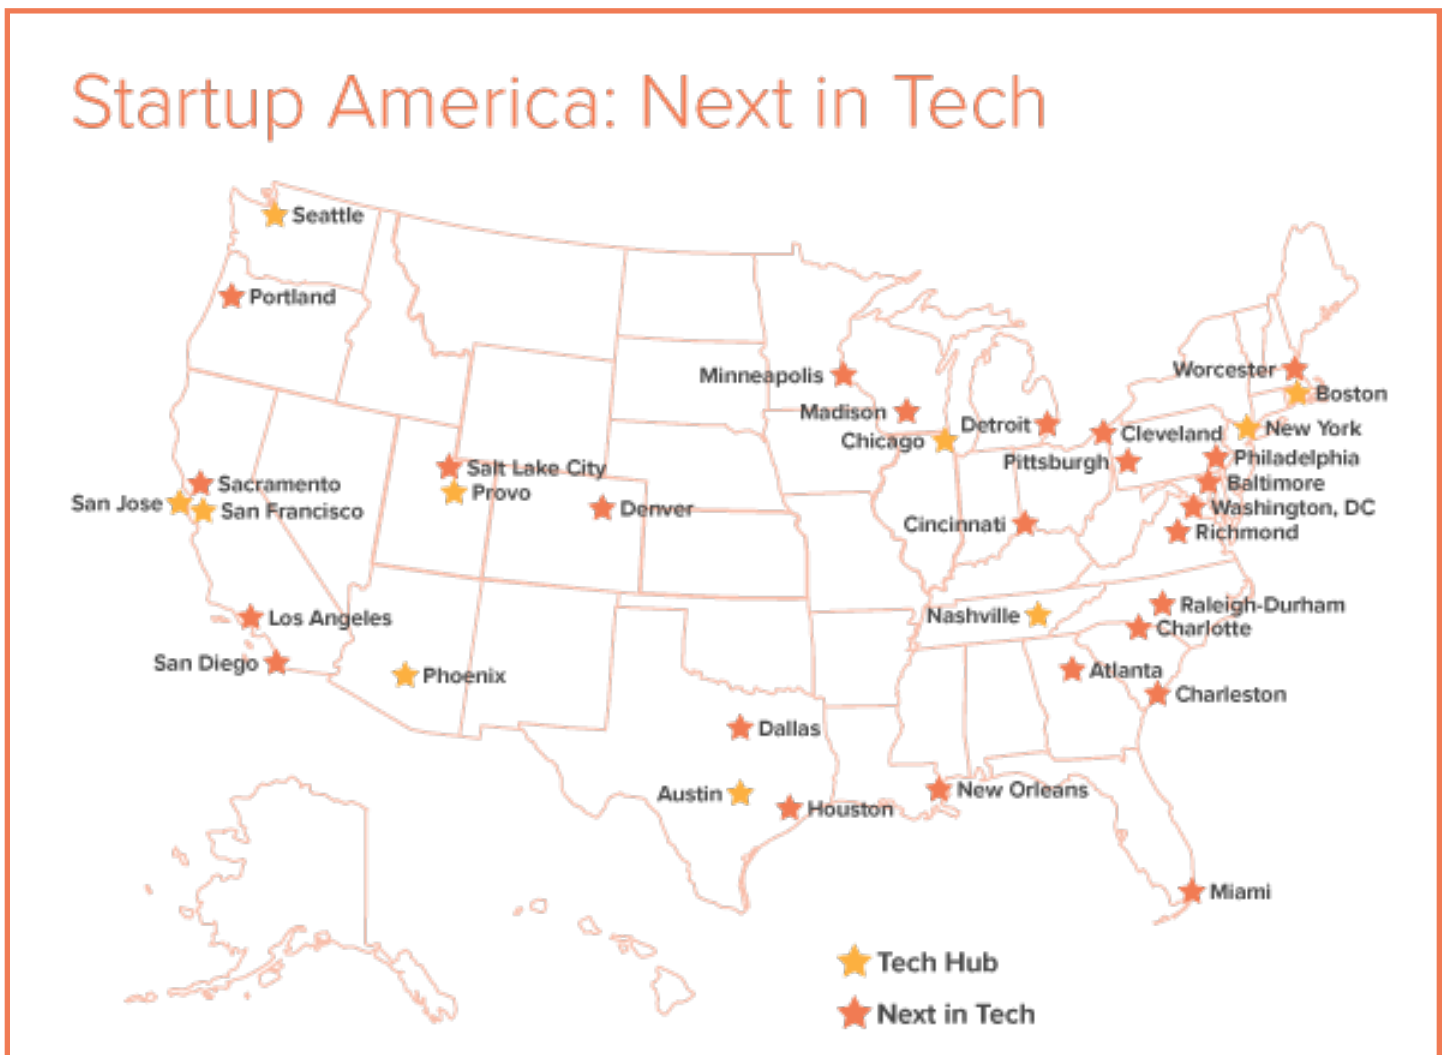 Startup America: Next in Tech
Seattle
Portland
Minneapolis
Worcester
Boston
Madison
Detroit
Chicago
Cleveland
New York
Pittsburgh
Philadelphia
Salt Lake City
Sacramento
Baltimore
Provo
San Jose
San Francisco
Denver
Washington, DC
Cincinnati
Richmond
Raleigh-Durham
Nashville
Los Angeles
Charlotte
San Diego
Phoenix
Atlanta
Charleston
Dallas
Austin
New Orleans
Houston
Miami
Tech Hub
Next in Tech